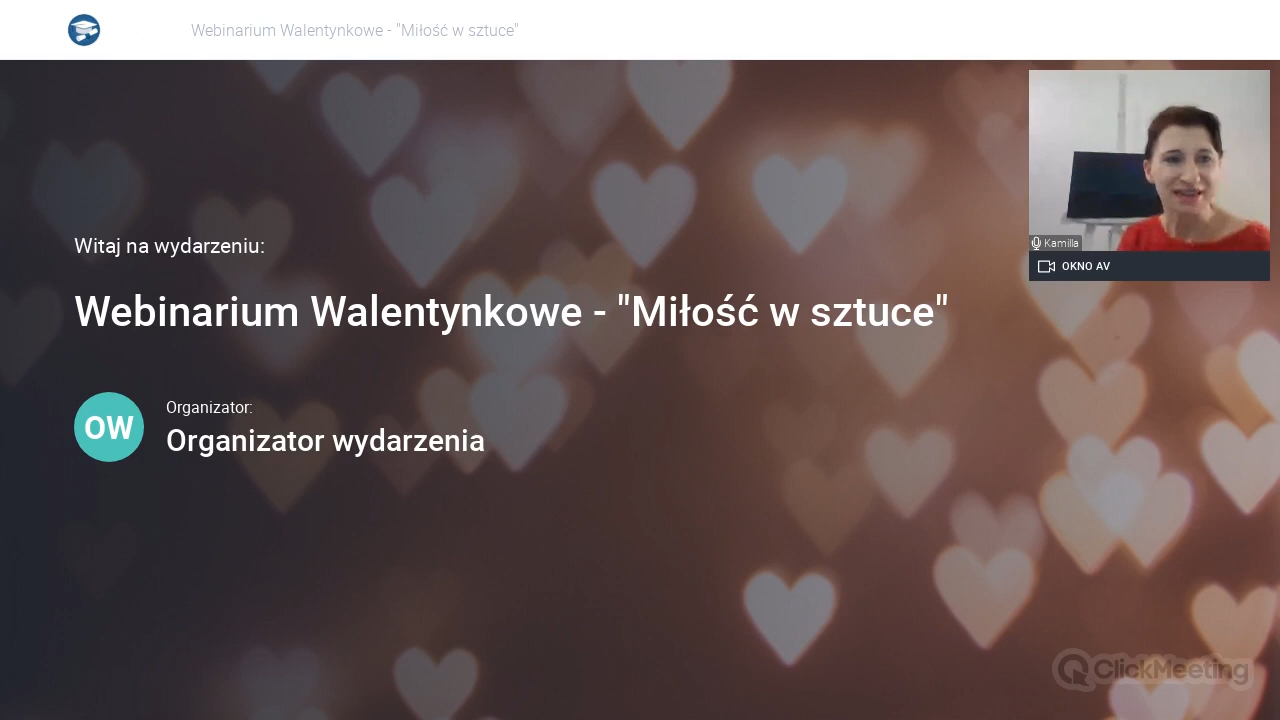 Webinarium Walentynkowe - "Miłość w sztuce"
Kamilla
OKNO AV
Witaj na wydarzeniu:
Webinarium Walentynkowe - "Miłość w sztuce"
OW
Organizator:
Organizator wydarzenia
ClickMeeting